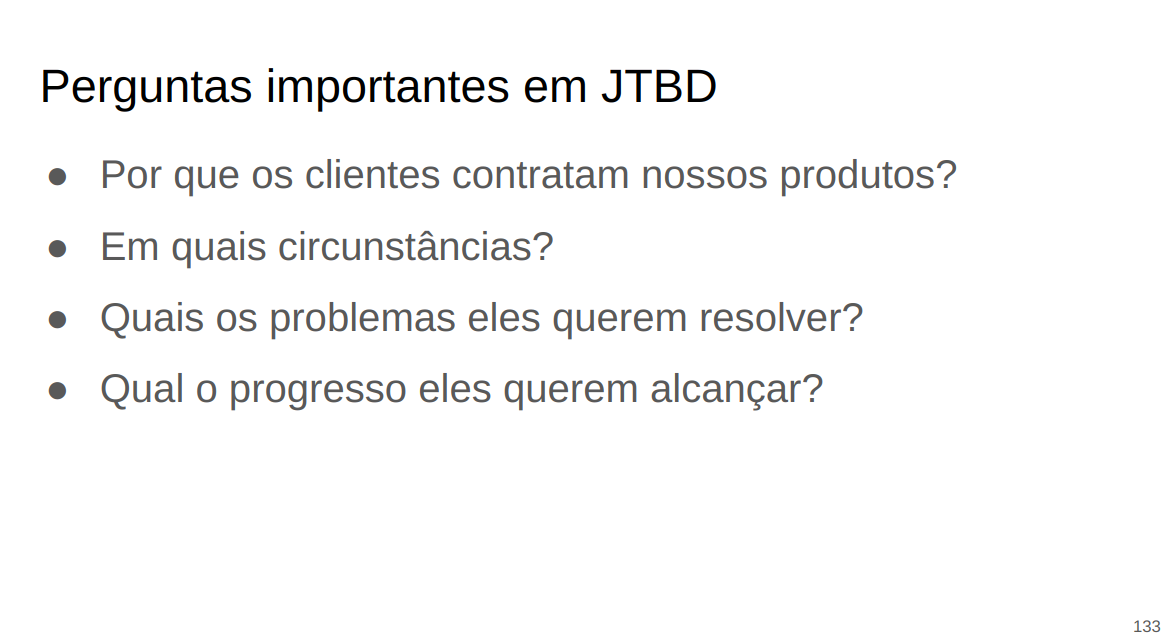 Perguntas importantes em JTBD
● Por que os clientes contratam nossos produtos?
● Em quais circunstâncias?
● Quais os problemas eles querem resolver?
● Qual o progresso eles querem alcançar?
133